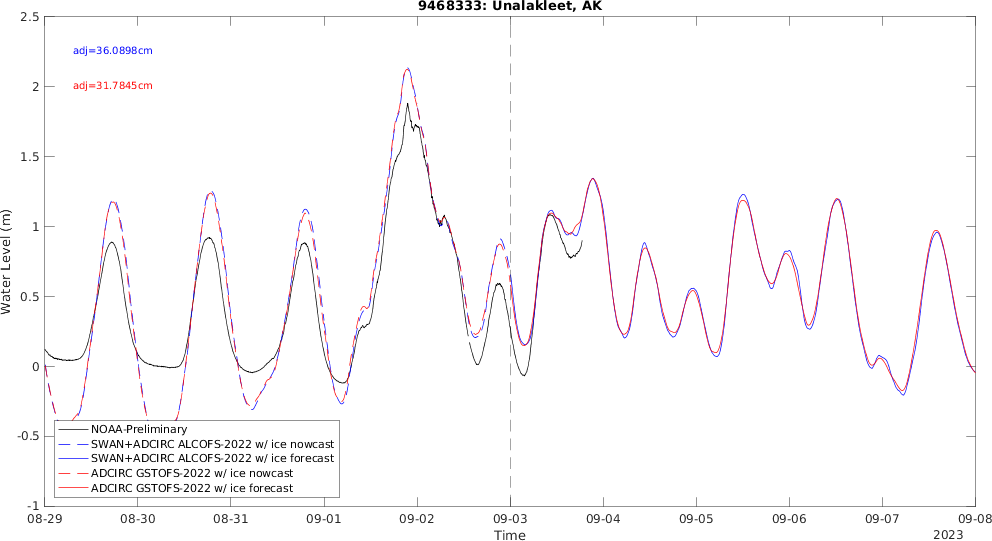 9468333: Unalakleet, AK
2.5
adj=36.0898cm
2
adj=31.7845cm
1.5
1
Water Level (m)
0.5
0
-0.5
-1
NOAA-Preliminary
SWAN+ADCIRC ALCOFS-2022 w/ ice nowcast
SWAN+ADCIRC ALCOFS-2022 w/ ice forecast
ADCIRC GSTOFS-2022 w/ ice nowcast
ADCIRC GSTOFS-2022 w/ ice forecast
08-29 08-30 08-31 09-01 09-02 09-03 09-04 09-05 09-06 09-07 09-08
Time
2023